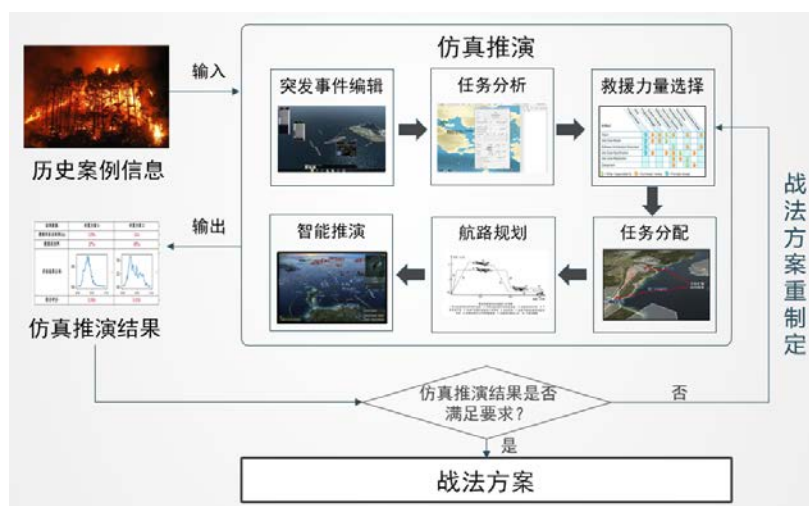 仿真推演
输入
突发事件编辑
任务分析
救援力量选择
历史案例信息
输出
智能推演
航路规划
任务分配
仿真推演结果
战法方案重制定
仿真推演结果是否
满足要求?
否
是
战法方案